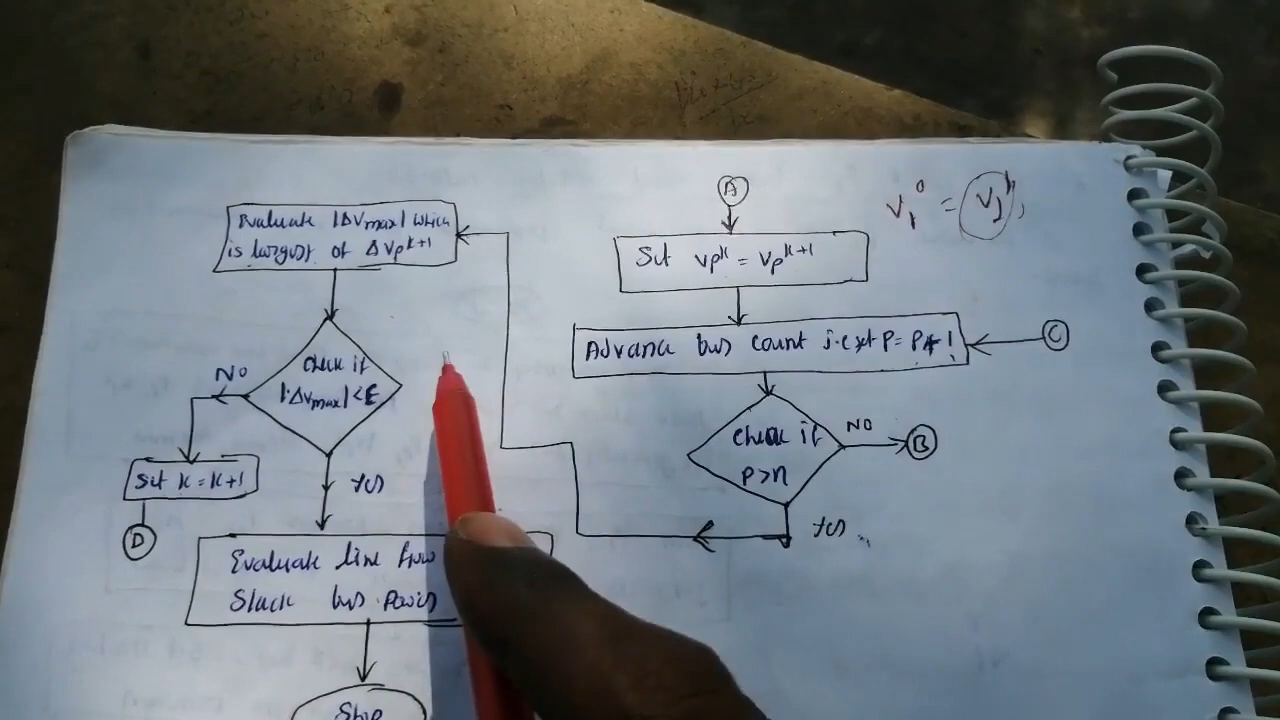 Evaluate |ΔVmax| which
is largest of ΔVp^k+1
Check if
|ΔVmax|<ε
NO
Set K=K+1
D
Yes
Evaluate line flow
Slack bus Power
Stop
A
Set Vp^k = Vp^k+1
Advance bus count i.e set P=P+1
C
Check if
P>n
NO
B
Yes
V1^0 =